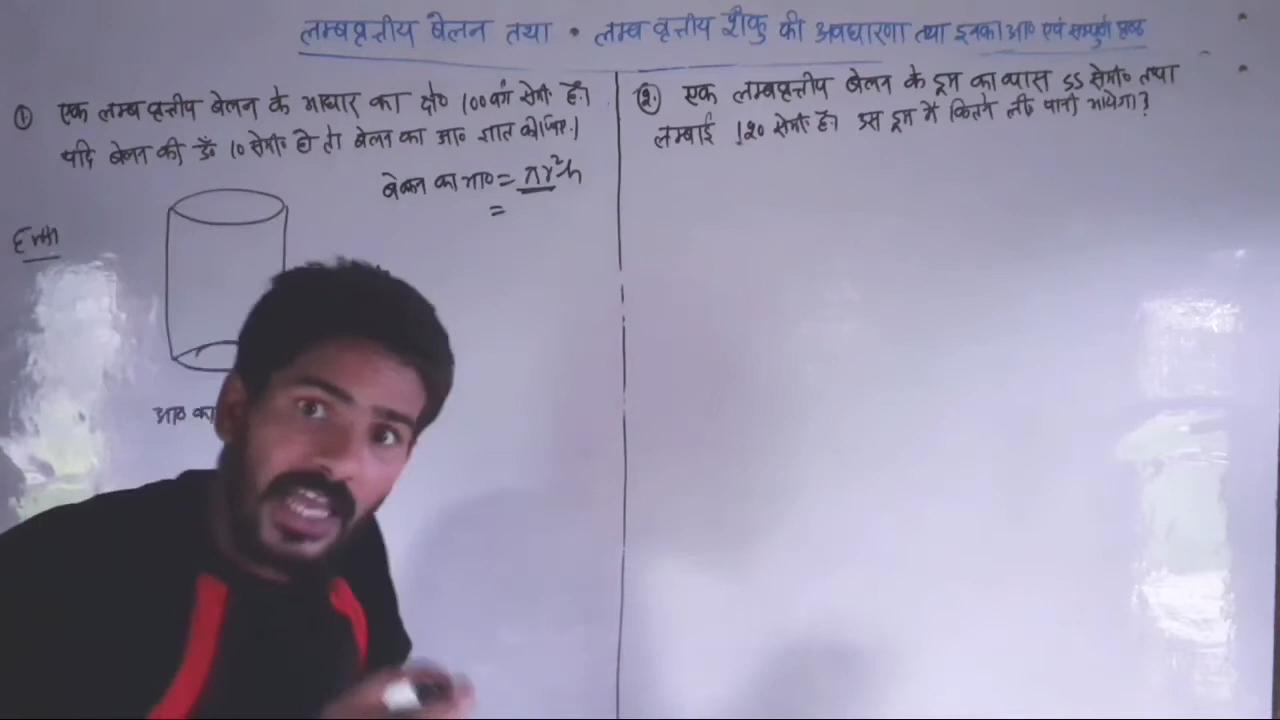 लम्बवृत्तीय बेलन तथा • लम्ब वृत्तीय शंकु की अवधारणा तथा इनका आ० एवं सम्पूर्ण पृष्ठ
① एक लम्ब वृत्तीय बेलन के आधार का क्षे० 100 वर्ग सेमी० है।
यदि बेलन की ऊँ० 10 सेमी० हो तो बेलन का आ० ज्ञात कीजिए।
बेलन का आ० = πr²h
=
आ० का
②. एक लम्बवृत्तीय बेलन के ड्रम का व्यास 55 सेमी० तथा
लम्बाई 120 सेमी० है। इस ड्रम में कितने ली० पानी आयेगा?